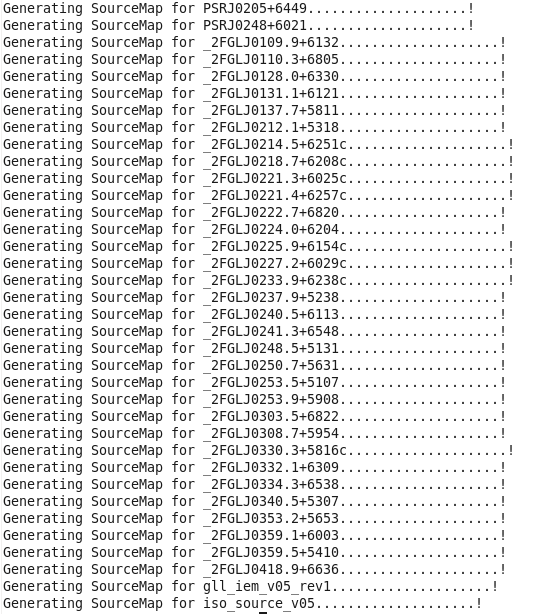 Generating SourceMap for PSRJ0205+6449....................!
Generating SourceMap for PSRJ0248+6021....................!
Generating SourceMap for _2FGLJ0109.9+6132....................!
Generating SourceMap for _2FGLJ0110.3+6805....................!
Generating SourceMap for _2FGLJ0128.0+6330....................!
Generating SourceMap for _2FGLJ0131.1+6121....................!
Generating SourceMap for _2FGLJ0137.7+5811....................!
Generating SourceMap for _2FGLJ0212.1+5318....................!
Generating SourceMap for _2FGLJ0214.5+6251c....................!
Generating SourceMap for _2FGLJ0218.7+6208c....................!
Generating SourceMap for _2FGLJ0221.3+6025c....................!
Generating SourceMap for _2FGLJ0221.4+6257c....................!
Generating SourceMap for _2FGLJ0222.7+6820....................!
Generating SourceMap for _2FGLJ0224.0+6204....................!
Generating SourceMap for _2FGLJ0225.9+6154c....................!
Generating SourceMap for _2FGLJ0227.2+6029c....................!
Generating SourceMap for _2FGLJ0233.9+6238c....................!
Generating SourceMap for _2FGLJ0237.9+5238....................!
Generating SourceMap for _2FGLJ0240.5+6113....................!
Generating SourceMap for _2FGLJ0241.3+6548....................!
Generating SourceMap for _2FGLJ0248.5+5131....................!
Generating SourceMap for _2FGLJ0250.7+5631....................!
Generating SourceMap for _2FGLJ0253.5+5107....................!
Generating SourceMap for _2FGLJ0253.9+5908....................!
Generating SourceMap for _2FGLJ0303.5+6822....................!
Generating SourceMap for _2FGLJ0308.7+5954....................!
Generating SourceMap for _2FGLJ0330.3+5816c....................!
Generating SourceMap for _2FGLJ0332.1+6309....................!
Generating SourceMap for _2FGLJ0334.3+6538....................!
Generating SourceMap for _2FGLJ0340.5+5307....................!
Generating SourceMap for _2FGLJ0353.2+5653....................!
Generating SourceMap for _2FGLJ0359.1+6003....................!
Generating SourceMap for _2FGLJ0359.5+5410....................!
Generating SourceMap for _2FGLJ0418.9+6636....................!
Generating SourceMap for gll_iem_v05_rev1....................!
Generating SourceMap for iso_source_v05....................!